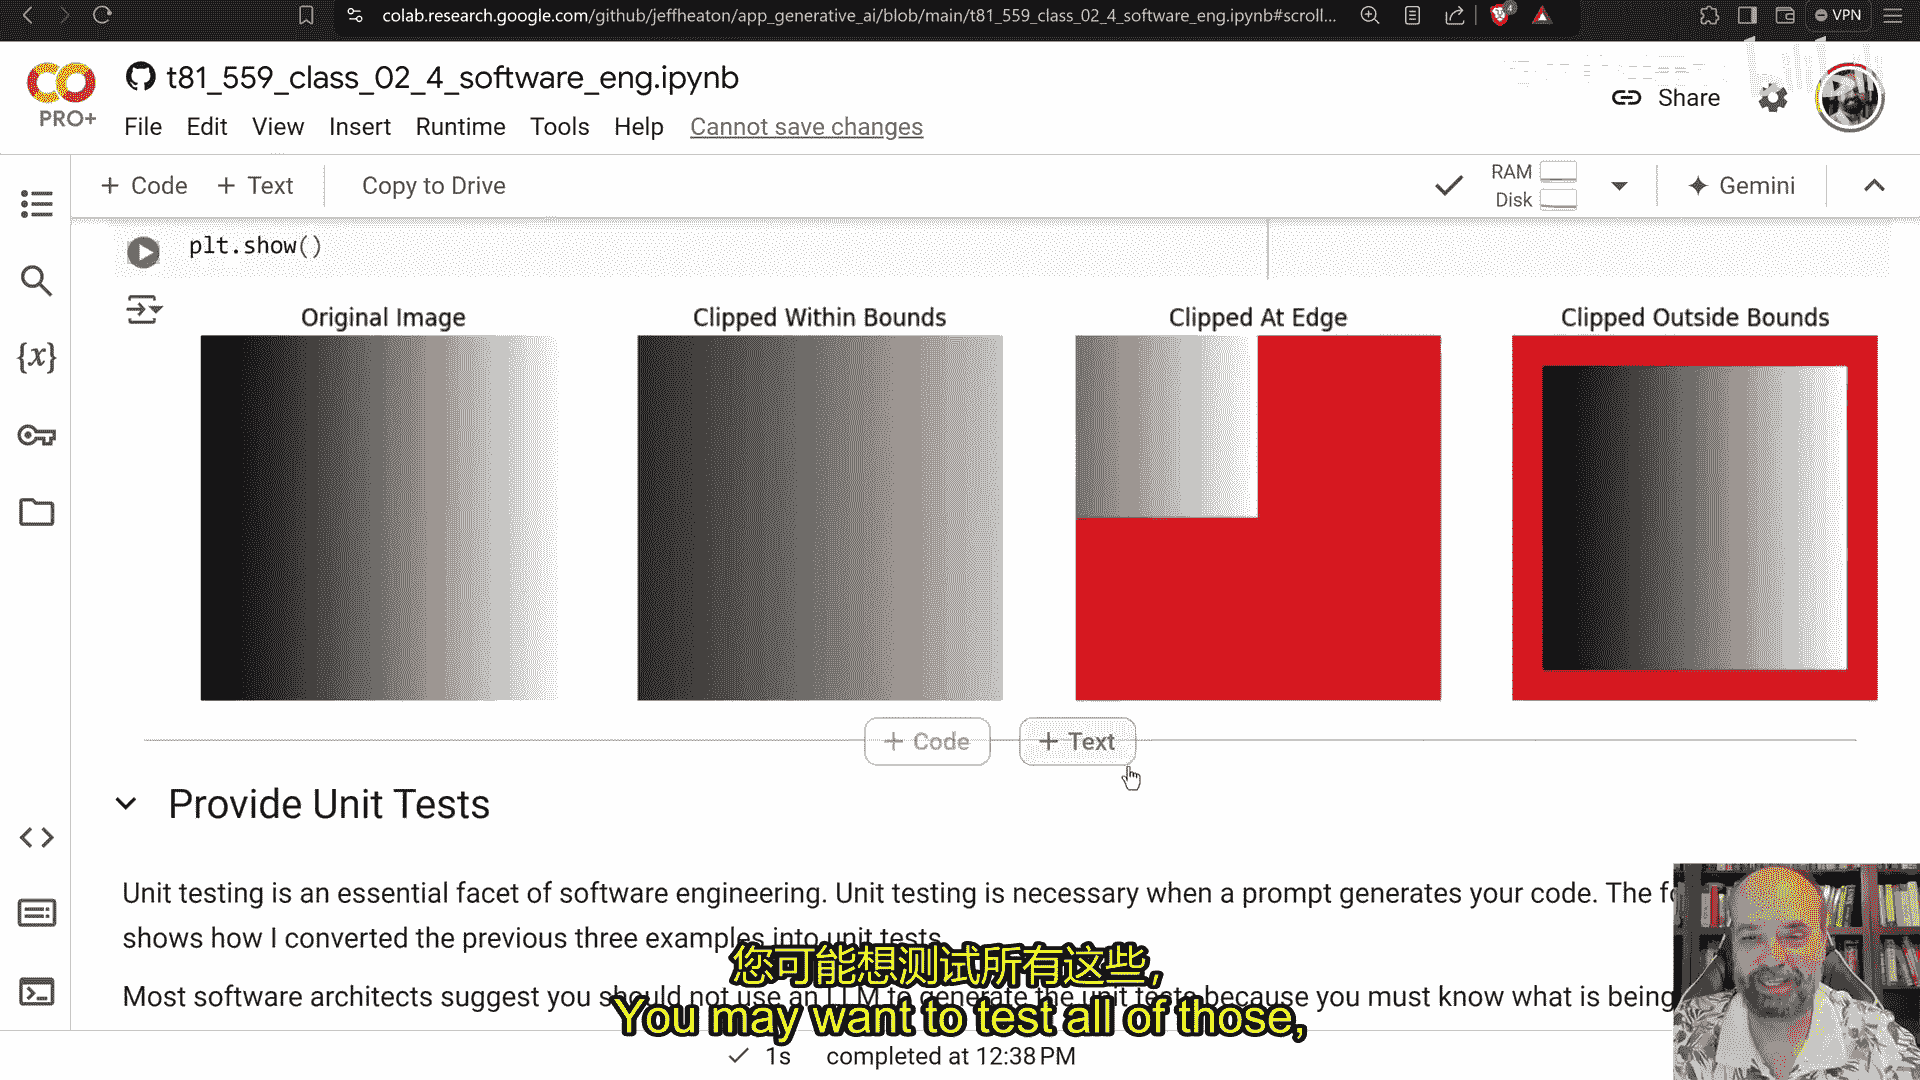 colab.research.google.com/github/jeffheaton/app_generative_ai/blob/main/t81_559_class_02_4_software_eng.ipynb#scroll...
4
VPN
t81_559_class_02_4_software_eng.ipynb
PRO+
File Edit View Insert Runtime Tools Help Cannot save changes
Share
+ Code + Text Copy to Drive
RAM
Disk
Gemini
plt.show()
Original Image Clipped Within Bounds Clipped At Edge Clipped Outside Bounds
+ Code + Text
Provide Unit Tests
Unit testing is an essential facet of software engineering. Unit testing is necessary when a prompt generates your code. The
shows how I converted the previous three examples into unit tests.
Most software architects suggest you should not use an LLM to generate the unit tests because you must know what is being
您可能想测试所有这些,
You may want to test all of those,
1s completed at 12:38 PM